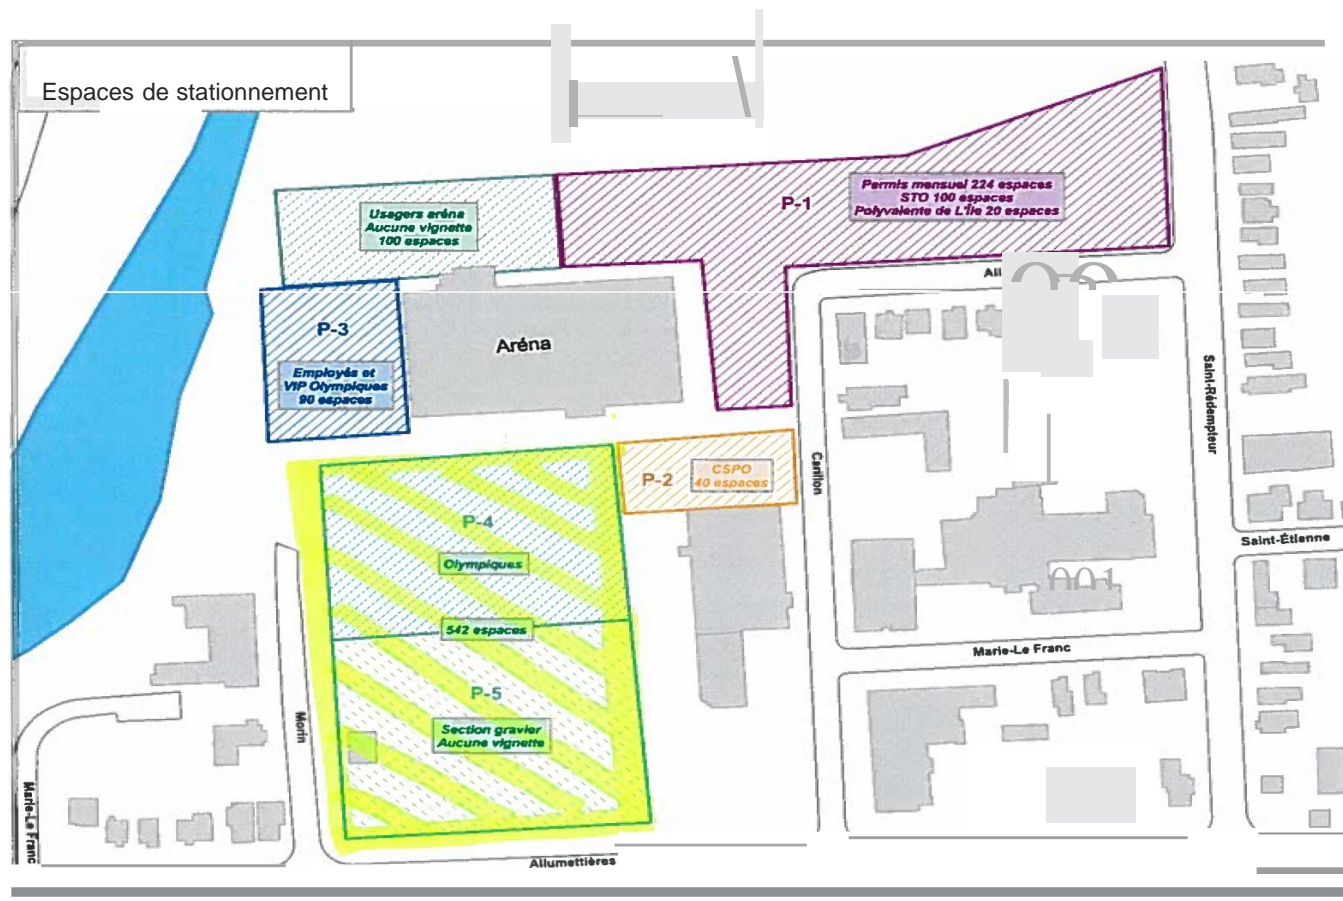 Espaces de stationnement
Permis mensuel 224 espaces
STO 100 espaces
Polyvalente de L'Île 20 espaces
P-1
Usagers aréna
Aucune vignette
100 espaces
P-3
Employés et
VIP Olympiques
90 espaces
Aréna
Saint-Rédempteur
Carillon
P-2
CSPO
40 espaces
P-4
Olympiques
Saint-Étienne
542 espaces
Marie-Le Franc
P-5
Section gravier
Aucune vignette
Morin
Marie-Le Franc
Allumettières